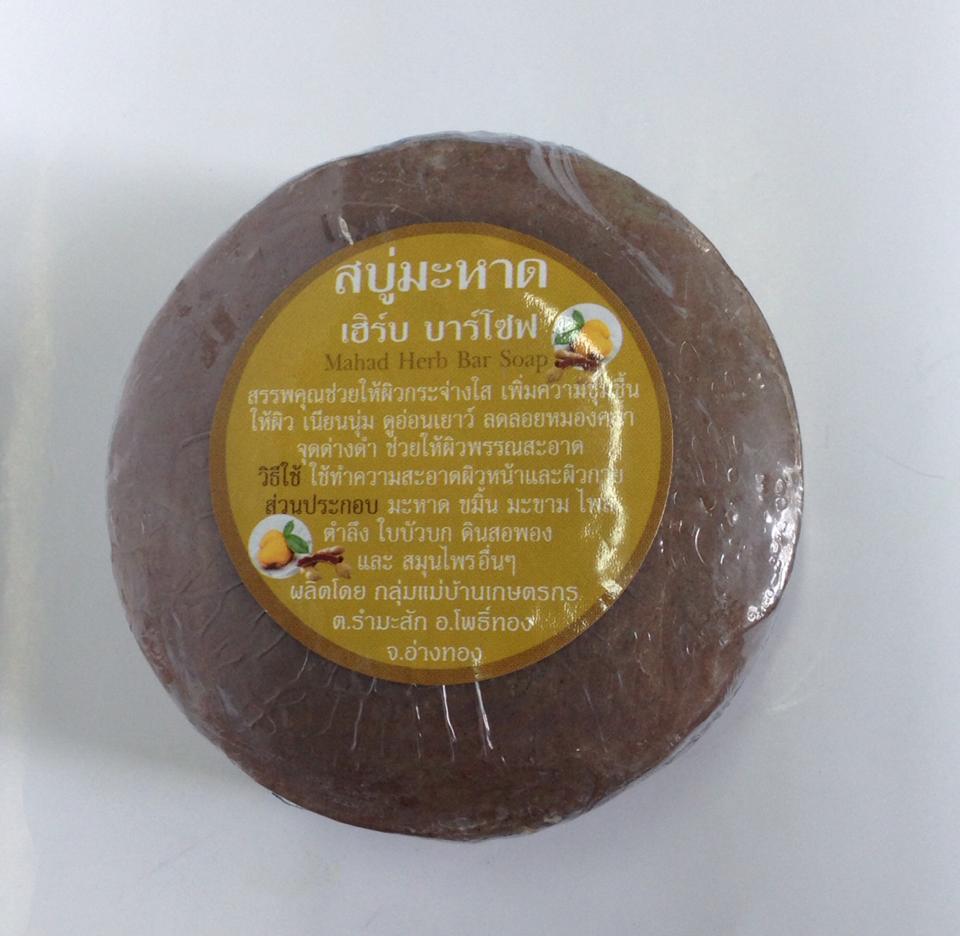 สบู่มะหาด
เฮิร์บ บาร์โซฟ
Mahad Herb Bar Soap
สรรพคุณช่วยให้ผิวกระจ่างใส เพิ่มความชุ่มชื้น
ให้ผิว เนียนนุ่ม ดูอ่อนเยาว์ ลดลอยหมองคล้ำ
จุดด่างดำ ช่วยให้ผิวพรรณสะอาด
วิธีใช้ ใช้ทำความสะอาดผิวหน้าและผิวกาย
ส่วนประกอบ มะหาด ขมิ้น มะขาม ไพล
ตำลึง ใบบัวบก ดินสอพอง
และ สมุนไพรอื่นๆ
ผลิตโดย กลุ่มแม่บ้านเกษตรกร
ต.รำมะสัก อ.โพธิ์ทอง
จ.อ่างทอง